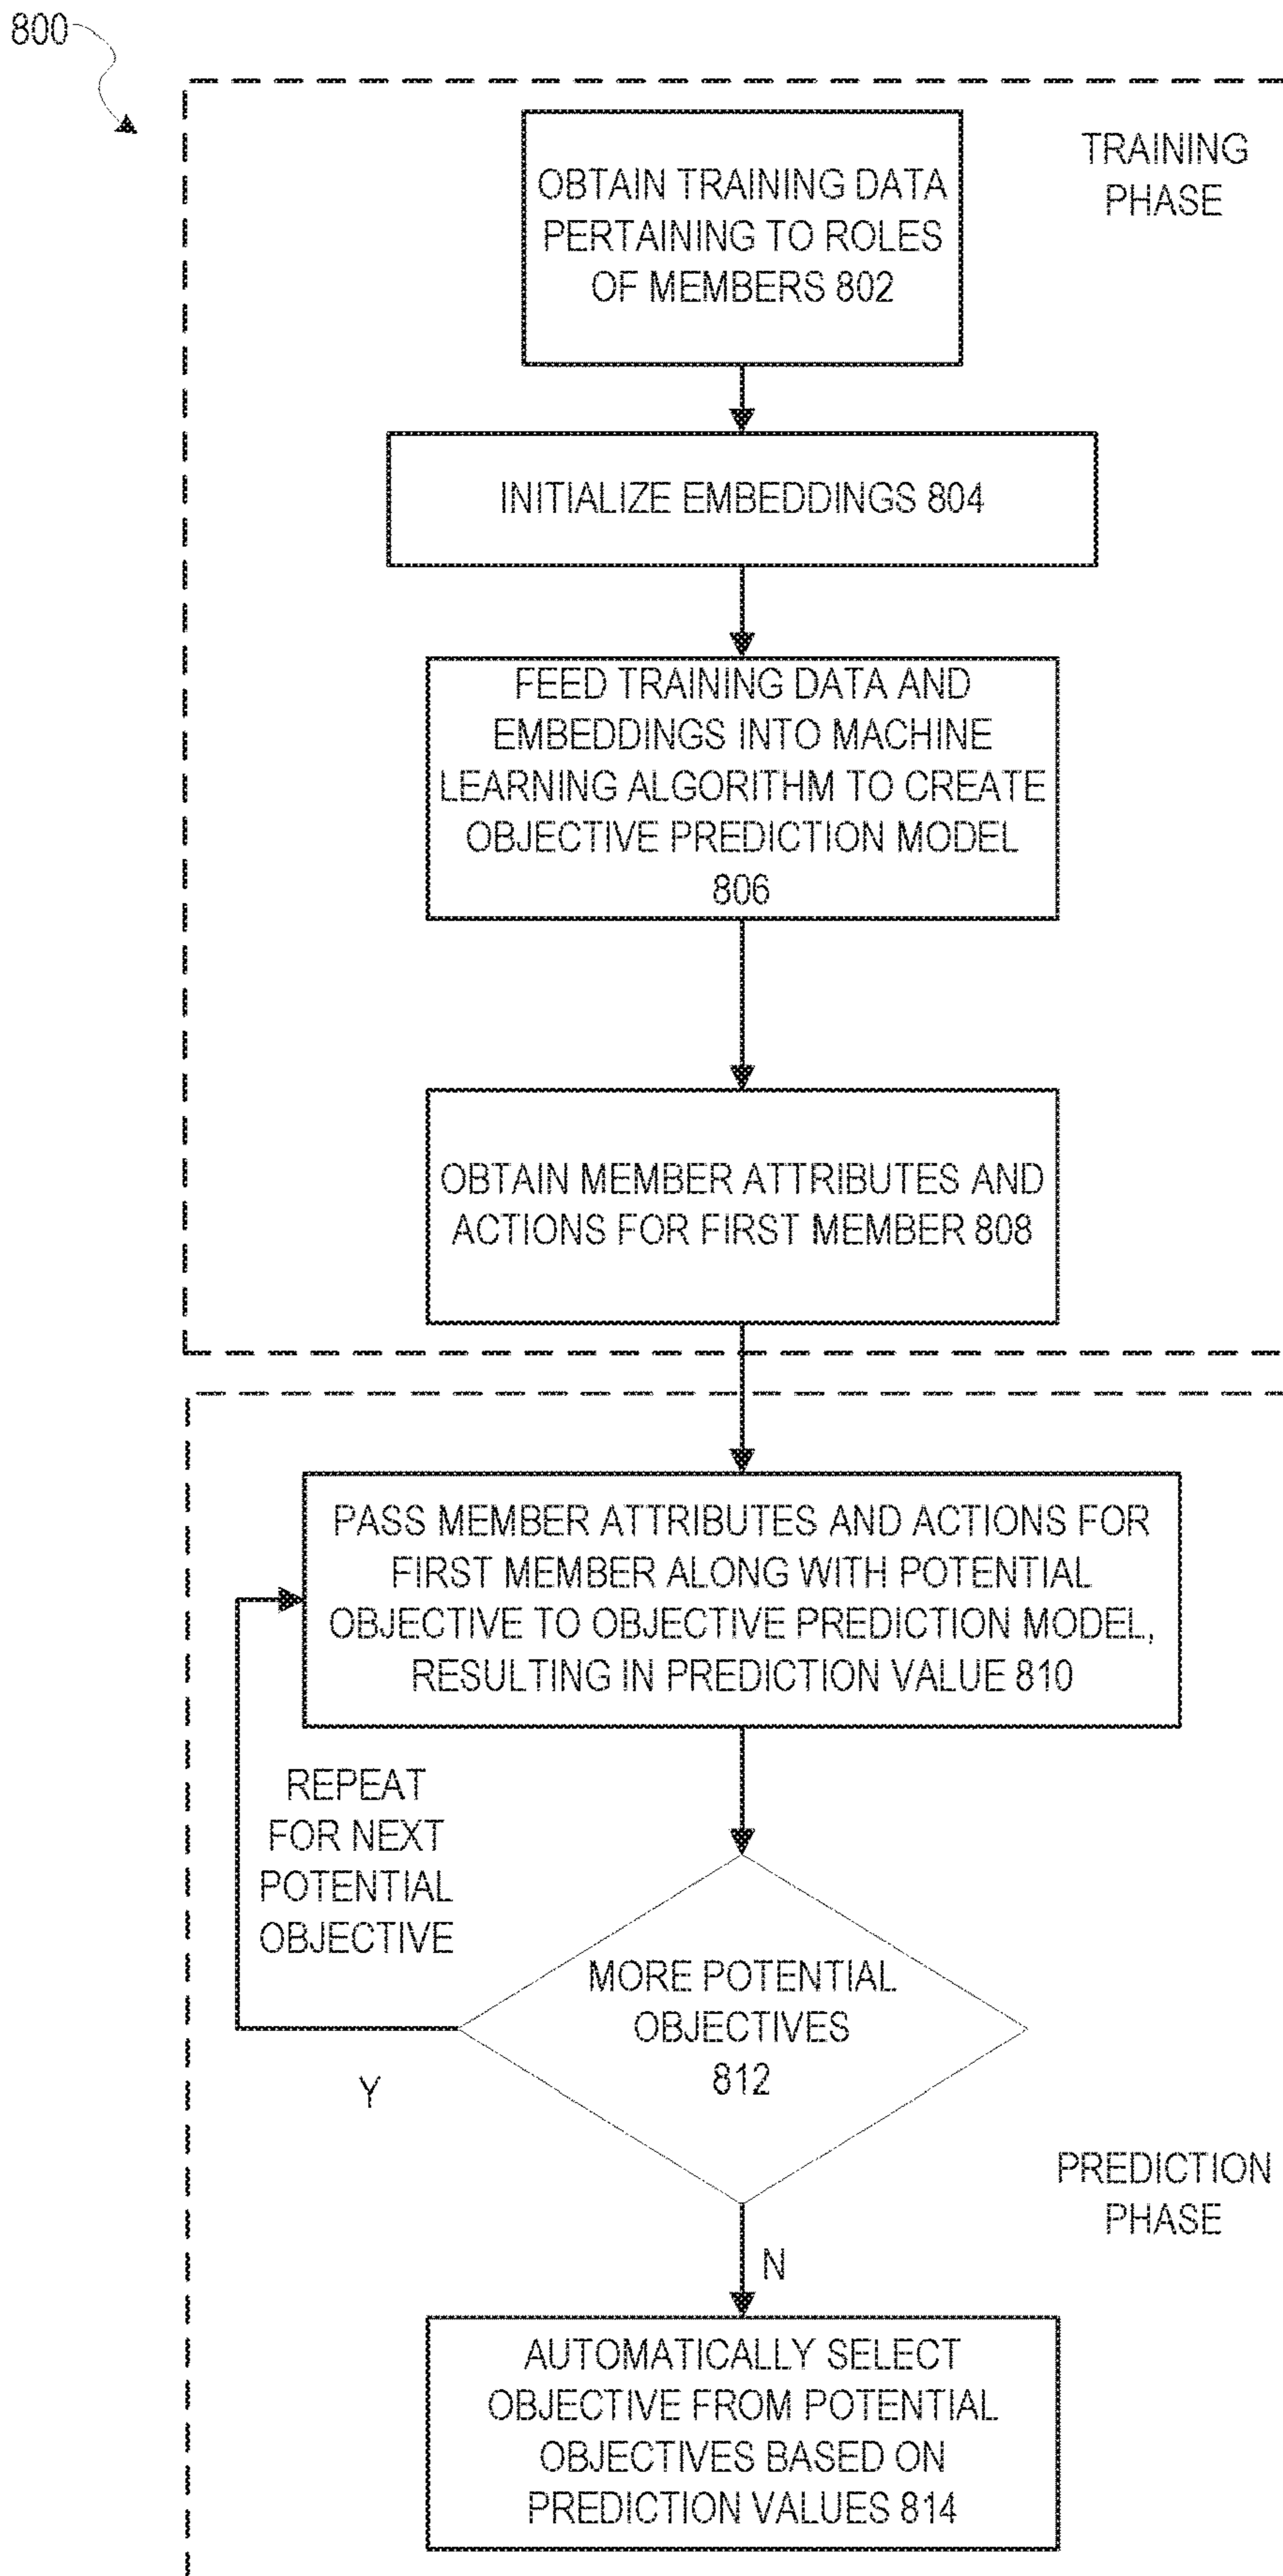 800
TRAINING
PHASE
OBTAIN TRAINING DATA
PERTAINING TO ROLES
OF MEMBERS 802
INITIALIZE EMBEDDINGS 804
FEED TRAINING DATA AND
EMBEDDINGS INTO MACHINE
LEARNING ALGORITHM TO CREATE
OBJECTIVE PREDICTION MODEL
806
OBTAIN MEMBER ATTRIBUTES AND
ACTIONS FOR FIRST MEMBER 808
PASS MEMBER ATTRIBUTES AND ACTIONS FOR
FIRST MEMBER ALONG WITH POTENTIAL
OBJECTIVE TO OBJECTIVE PREDICTION MODEL,
RESULTING IN PREDICTION VALUE 810
REPEAT
FOR NEXT
POTENTIAL
OBJECTIVE
MORE POTENTIAL
OBJECTIVES
812
Y
PREDICTION
PHASE
N
AUTOMATICALLY SELECT
OBJECTIVE FROM POTENTIAL
OBJECTIVES BASED ON
PREDICTION VALUES 814